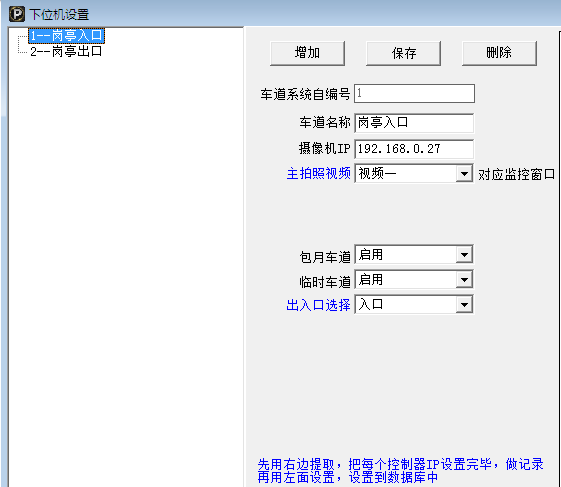 下位机设置
1--岗亭入口
2--岗亭出口
增加 保存 删除
车道系统自编号 1
车道名称 岗亭入口
摄像机IP 192.168.0.27
主拍照视频 视频一 对应监控窗口
包月车道 启用
临时车道 启用
出入口选择 入口
先用右边提取，把每个控制器IP设置完毕，做记录
再用左面设置，设置到数据库中